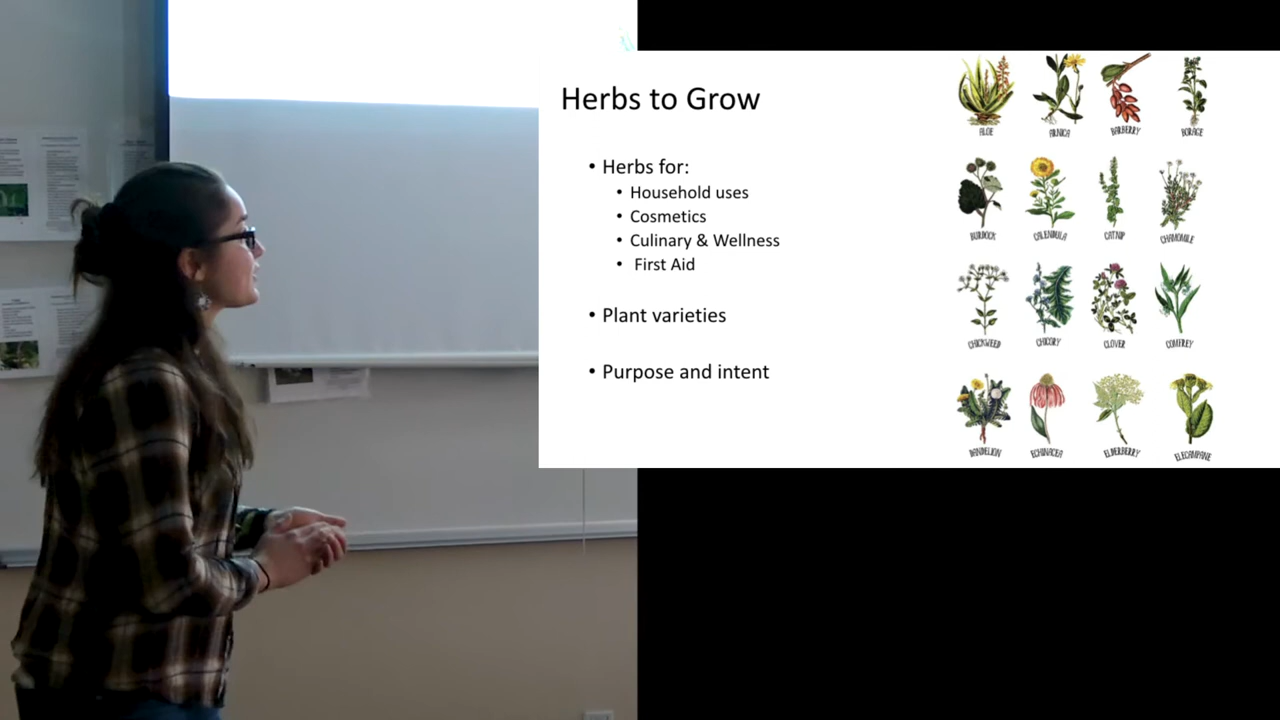 Herbs to Grow
• Herbs for:
• Household uses
• Cosmetics
• Culinary & Wellness
• First Aid
• Plant varieties
• Purpose and intent
ALOE ARNICA BARBERRY BORAGE
BURDOCK CALENDULA CATNIP CHAMOMILE
CHICKWEED CHICORY CLOVER COMFREY
DANDELION ECHINACEA ELDERBERRY ELECAMPANE